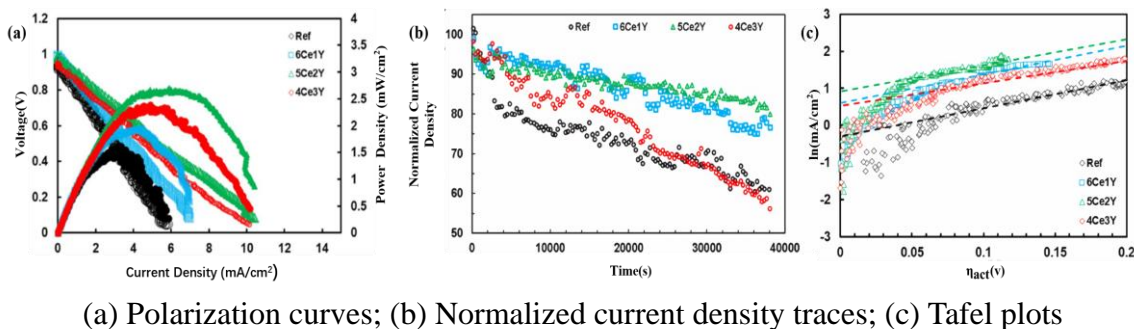 (a)
Ref
6Ce1Y
5Ce2Y
4Ce3Y
Voltage(V)
1.2
1
0.8
0.6
0.4
0.2
0
Power Density (mW/cm²)
4
3.5
3
2.5
2
1.5
1
0.5
0
0 2 4 6 8 10 12 14
Current Density (mA/cm²)
(b)
Ref 6Ce1Y 5Ce2Y 4Ce3Y
Normalized Current
Density
100
90
80
70
60
50
0 10000 20000 30000 40000
Time(s)
(c)
ln(mA/cm²)
3
2
1
0
-1
-2
-3
Ref
6Ce1Y
5Ce2Y
4Ce3Y
0 0.05 0.1 0.15 0.2
ηact(v)
(a) Polarization curves; (b) Normalized current density traces; (c) Tafel plots